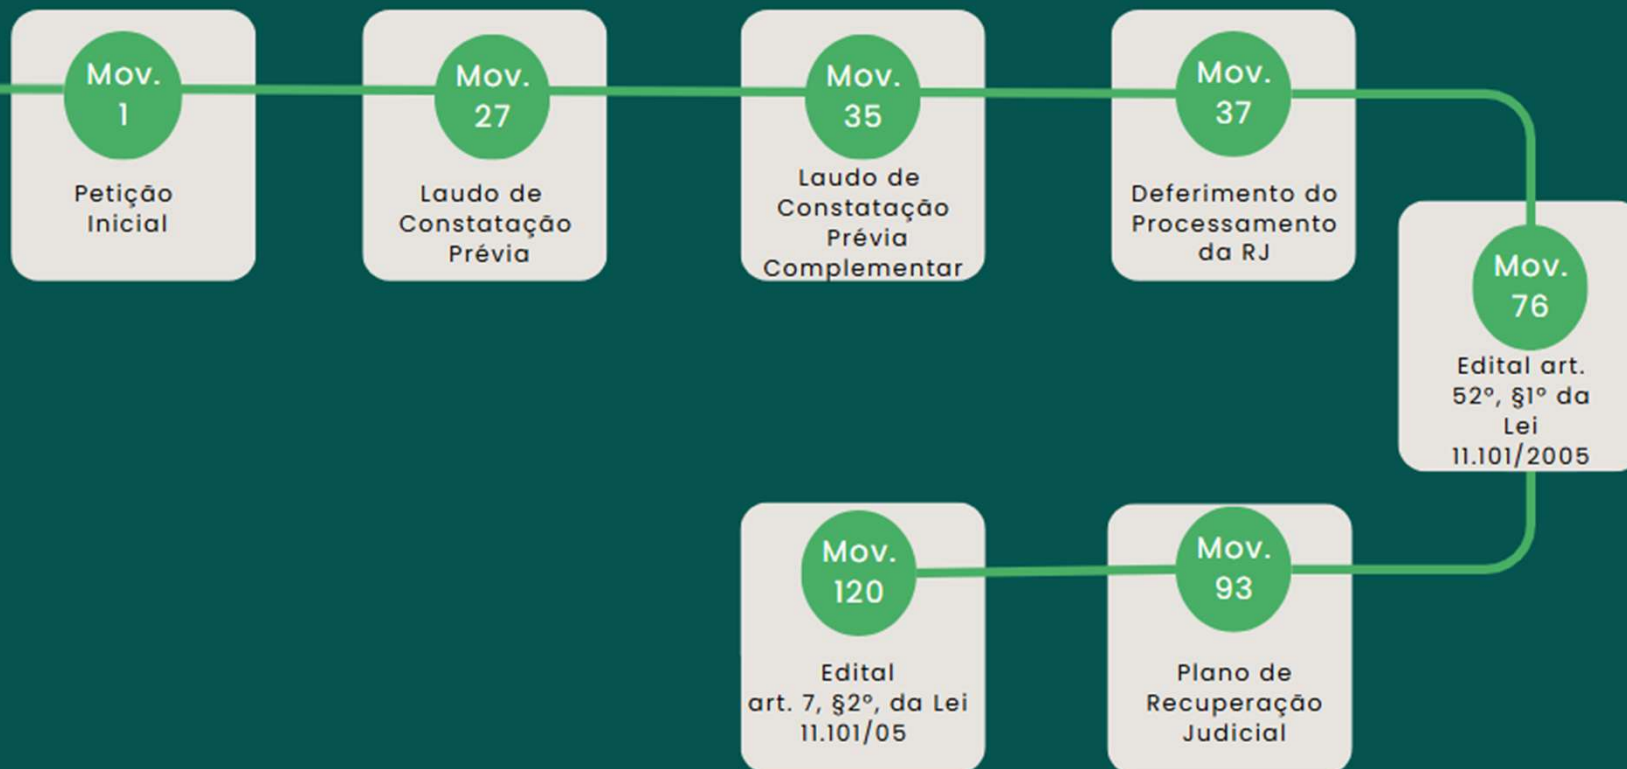 Mov.
1
Petição
Inicial
Mov.
27
Laudo de
Constatação
Prévia
Mov.
35
Laudo de
Constatação
Prévia
Complementar
Mov.
37
Deferimento do
Processamento
da RJ
Mov.
76
Edital art.
52º, §1º da
Lei
11.101/2005
Mov.
93
Plano de
Recuperação
Judicial
Mov.
120
Edital
art. 7, §2º, da Lei
11.101/05